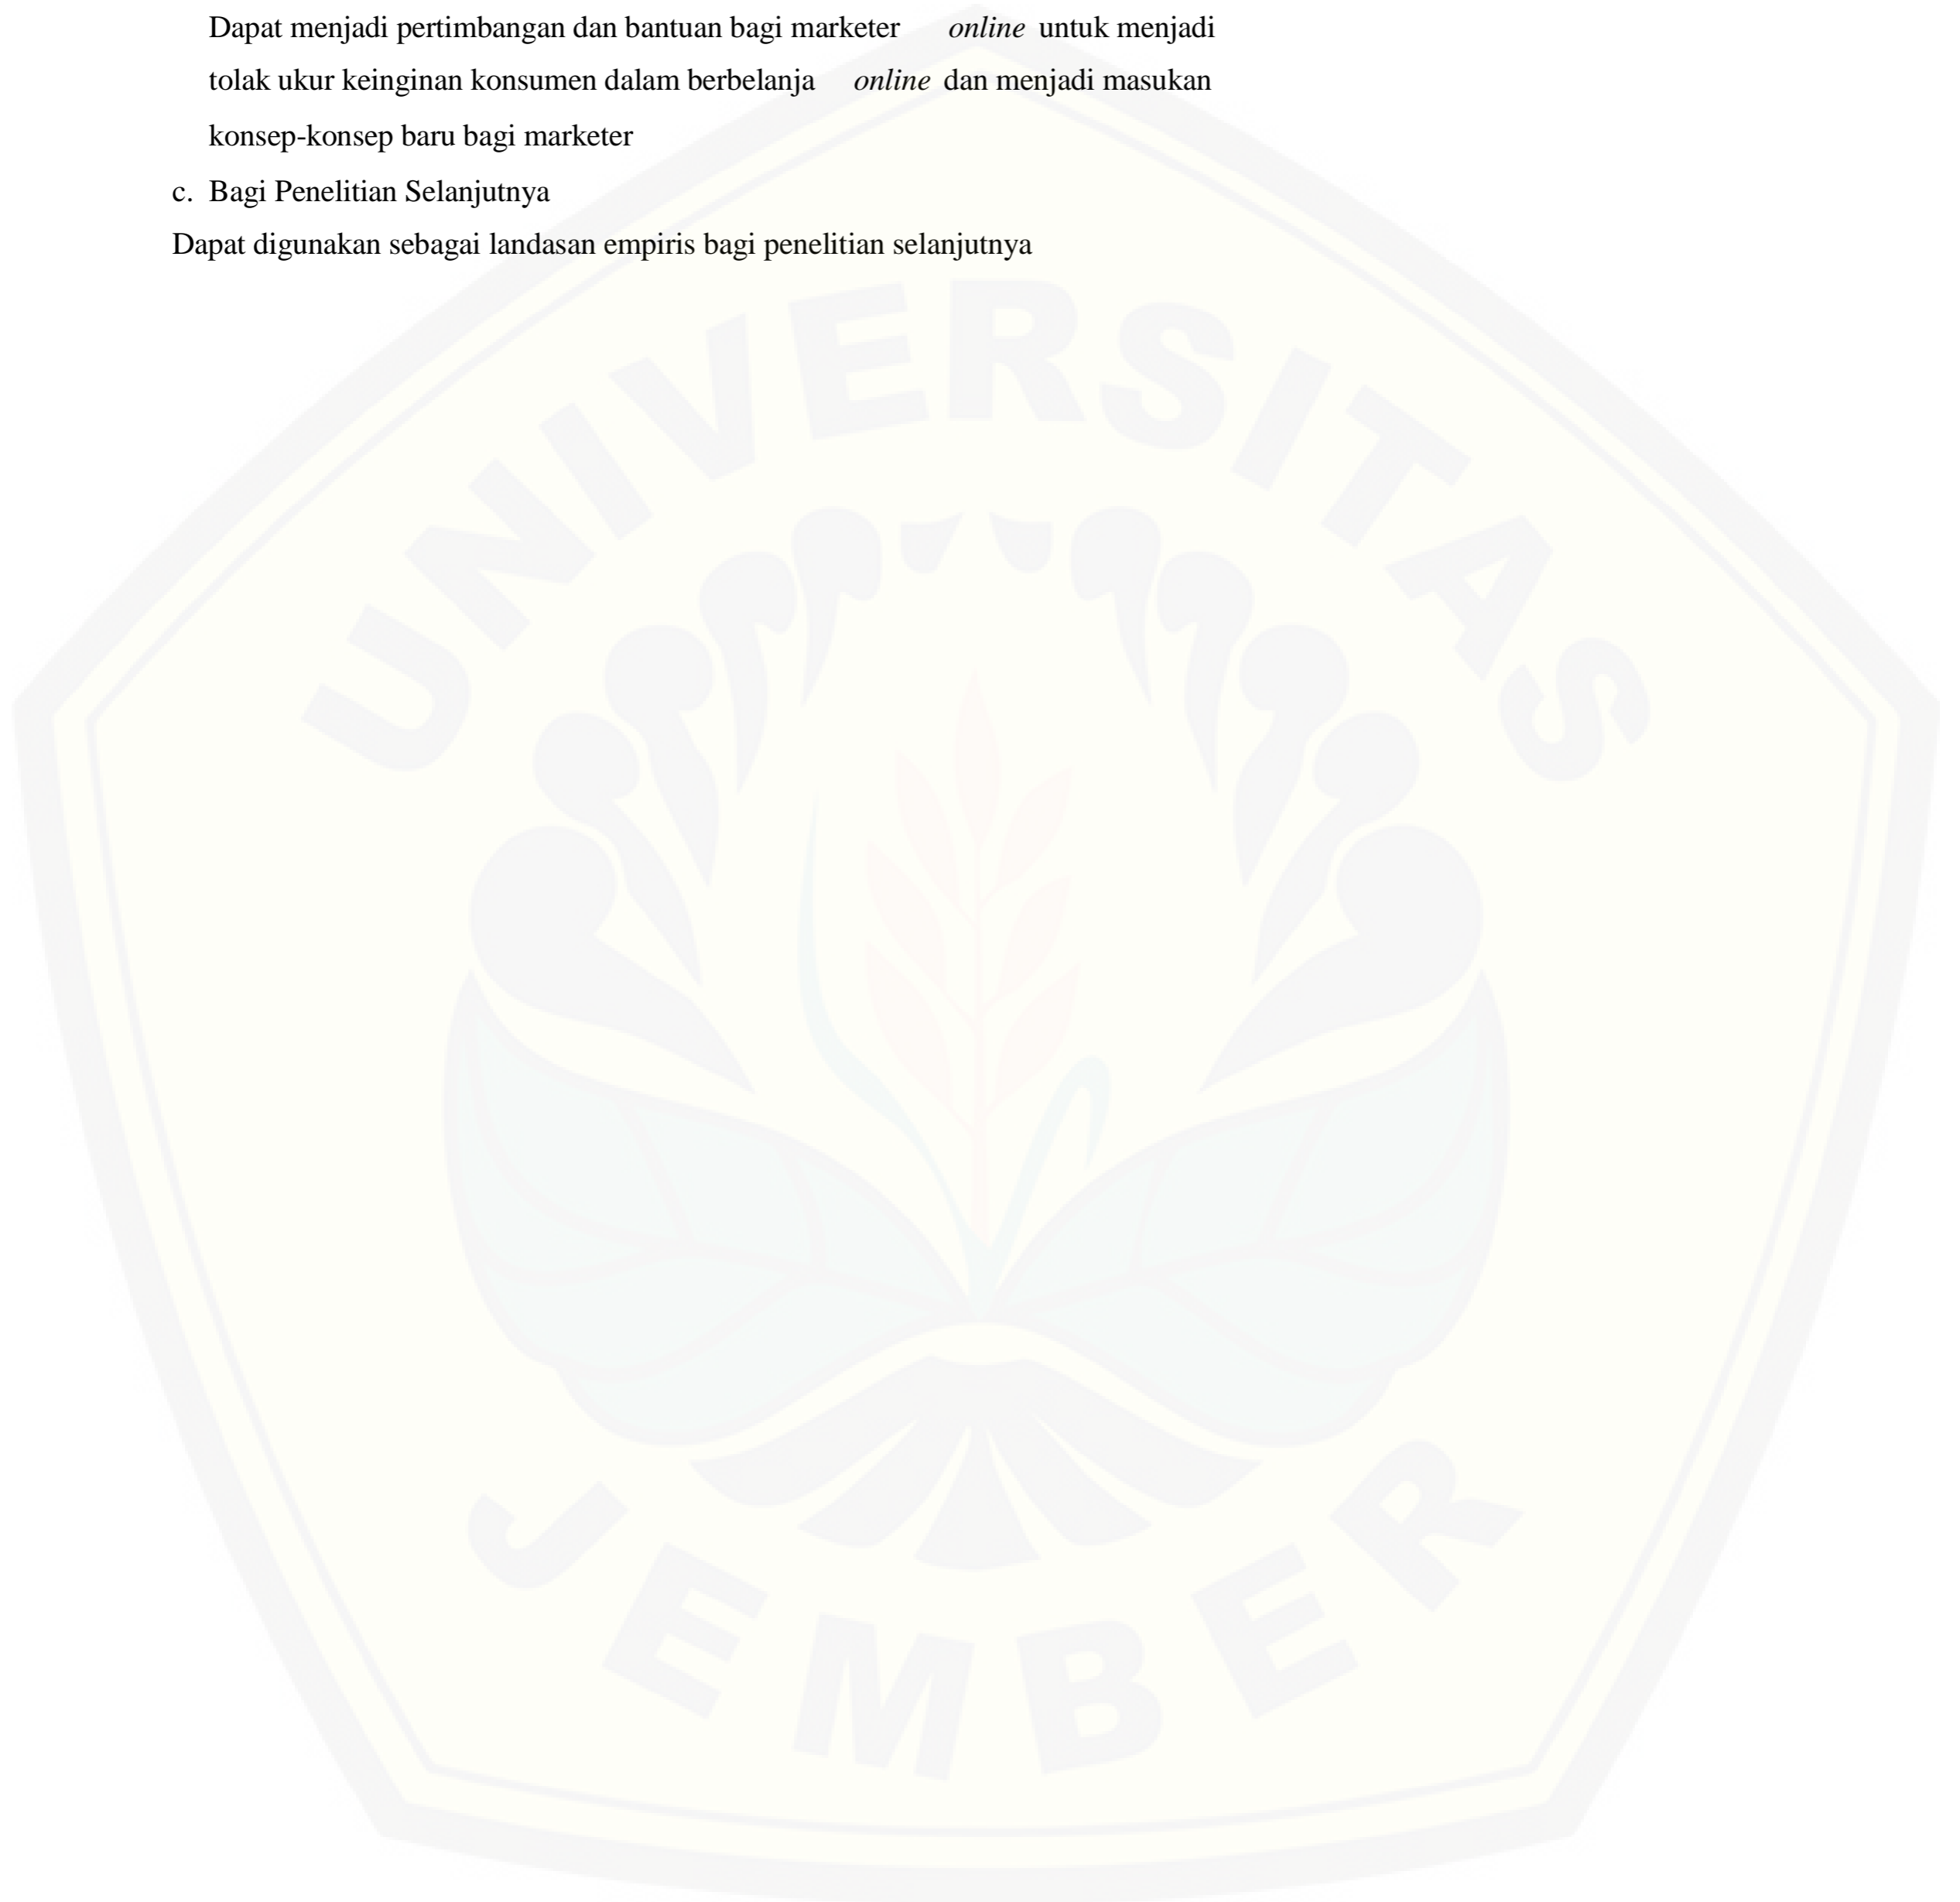 Dapat menjadi pertimbangan dan bantuan bagi marketer online untuk menjadi
tolak ukur keinginan konsumen dalam berbelanja online dan menjadi masukan
konsep-konsep baru bagi marketer
c. Bagi Penelitian Selanjutnya
Dapat digunakan sebagai landasan empiris bagi penelitian selanjutnya
UNIVERSITAS
JEMBER